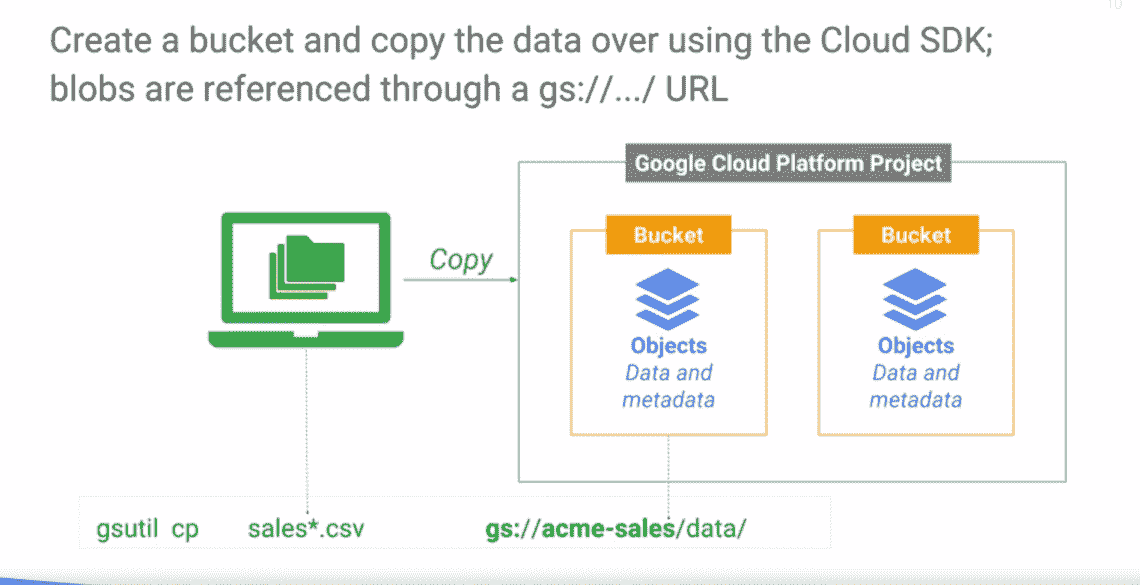 10
Create a bucket and copy the data over using the Cloud SDK;
blobs are referenced through a gs://.../ URL
Google Cloud Platform Project
Bucket
Bucket
Copy
Objects
Data and
metadata
Objects
Data and
metadata
gsutil cp sales*.csv gs://acme-sales/data/